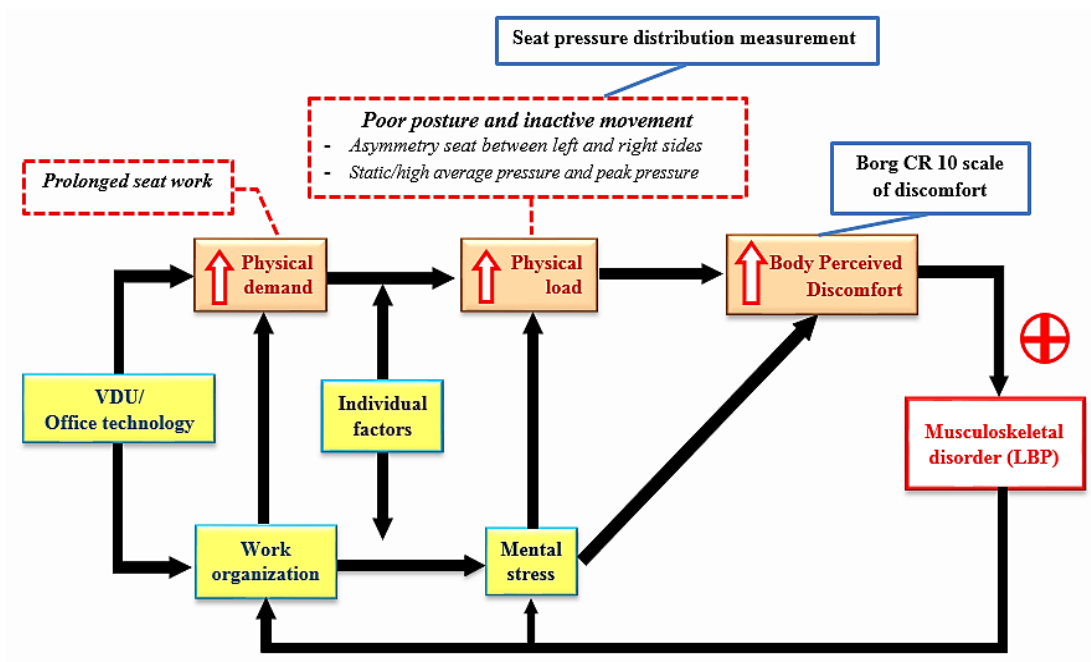 Seat pressure distribution measurement
Poor posture and inactive movement
- Asymmetry seat between left and right sides
- Static/high average pressure and peak pressure
Prolonged seat work
Borg CR 10 scale
of discomfort
Physical
demand
Physical
load
Body Perceived
Discomfort
VDU/
Office technology
Individual
factors
Musculoskeletal
disorder (LBP)
Work
organization
Mental
stress